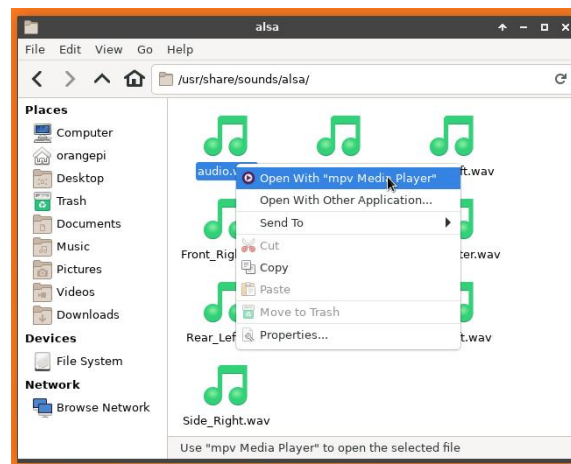 alsa
File Edit View Go Help
/usr/share/sounds/alsa/
Places
Computer
orangepi
Desktop
Trash
Documents
Music
Pictures
Videos
Downloads
Devices
File System
Network
Browse Network
audio.w
ft.wav
Open With "mpv Media Player"
Open With Other Application...
Send To
Cut
Copy
Paste
Move to Trash
Properties...
Front_Rig
ter.wav
Rear_Lef
t.wav
Side_Right.wav
Use "mpv Media Player" to open the selected file